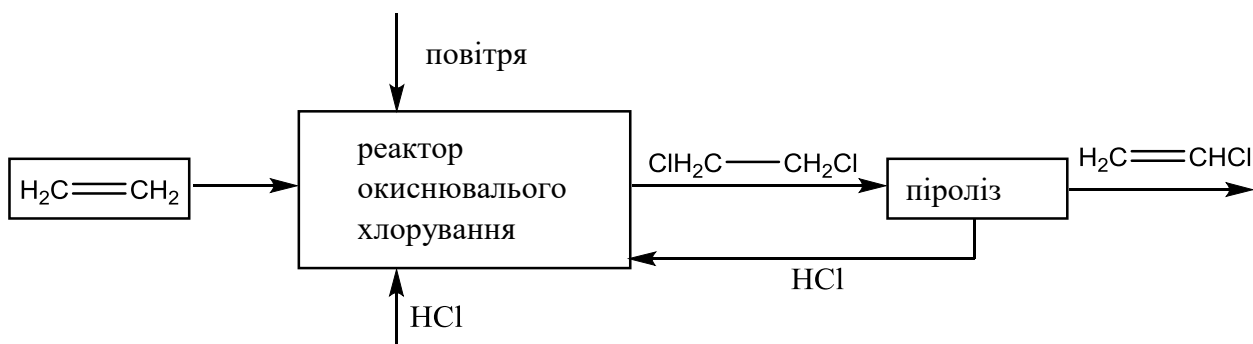 повітря
реактор
окиснювального
хлорування
H₂C=CH₂
HCl
ClH₂C—CH₂Cl
піроліз
HCl
H₂C=CHCl